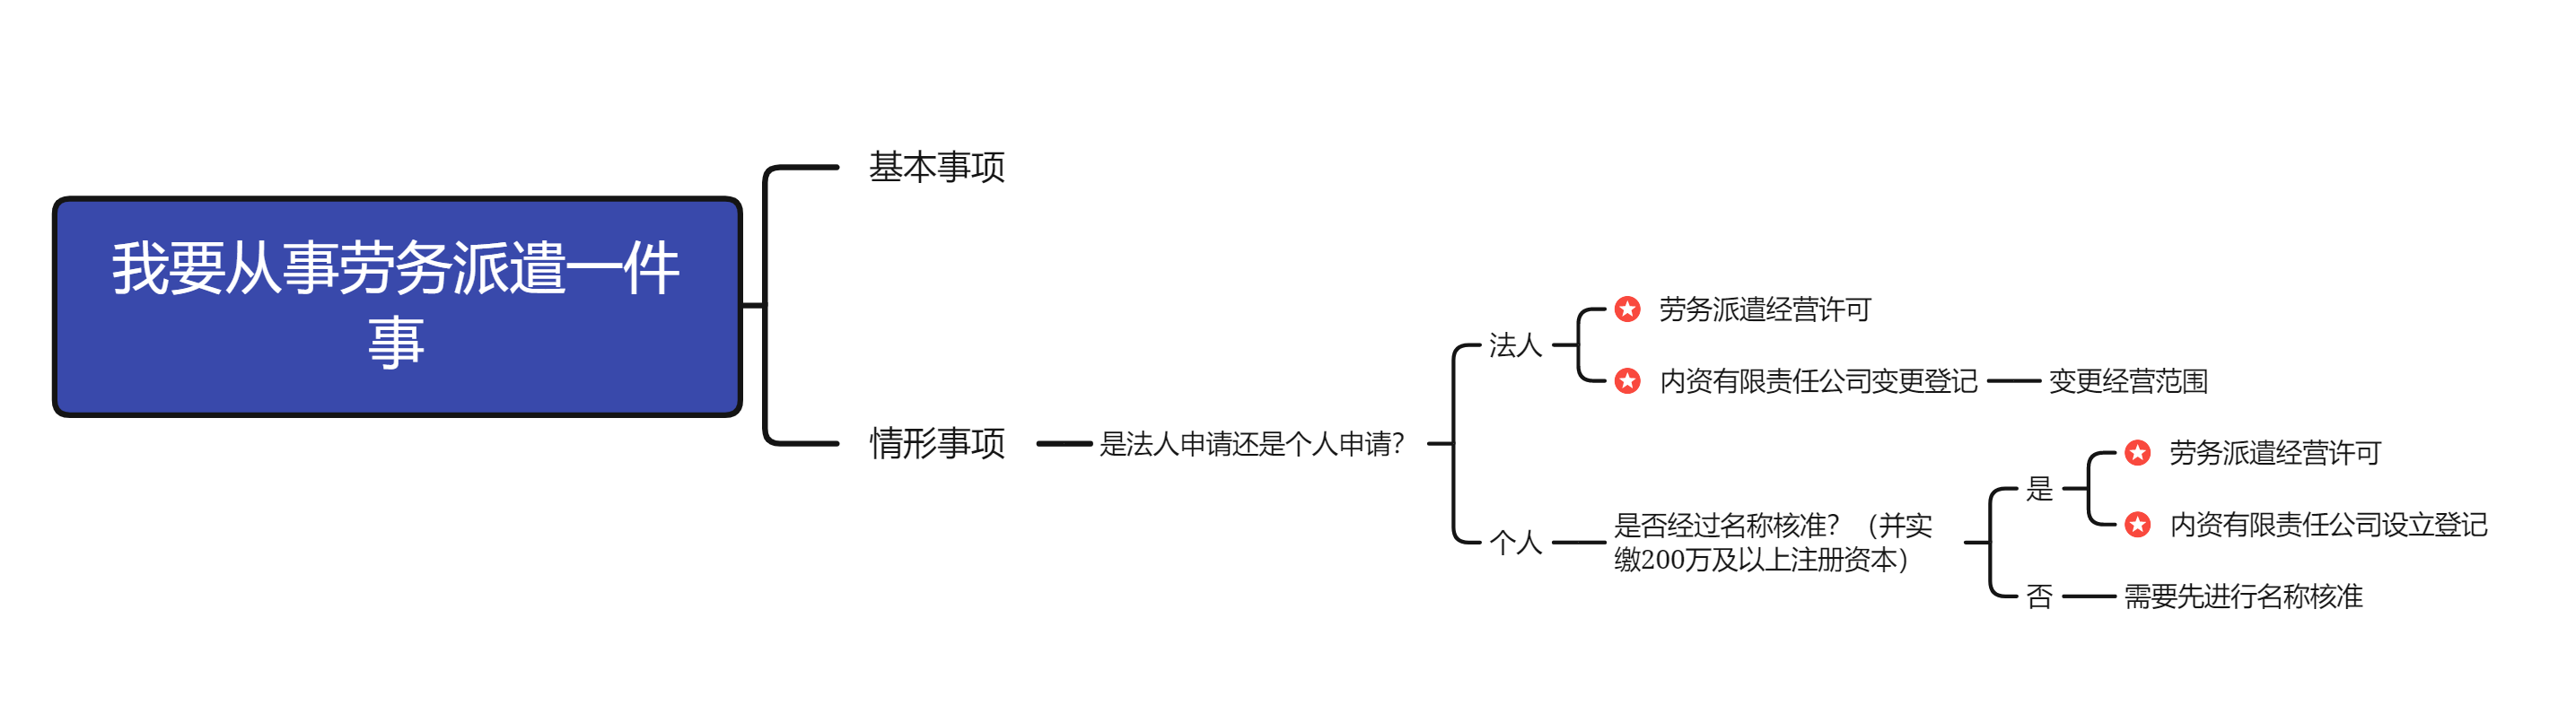 我要从事劳务派遣一件
事
基本事项
情形事项
是法人申请还是个人申请？
法人
劳务派遣经营许可
内资有限责任公司变更登记
变更经营范围
个人
是否经过名称核准？（并实
缴200万及以上注册资本）
是
劳务派遣经营许可
内资有限责任公司设立登记
否
需要先进行名称核准